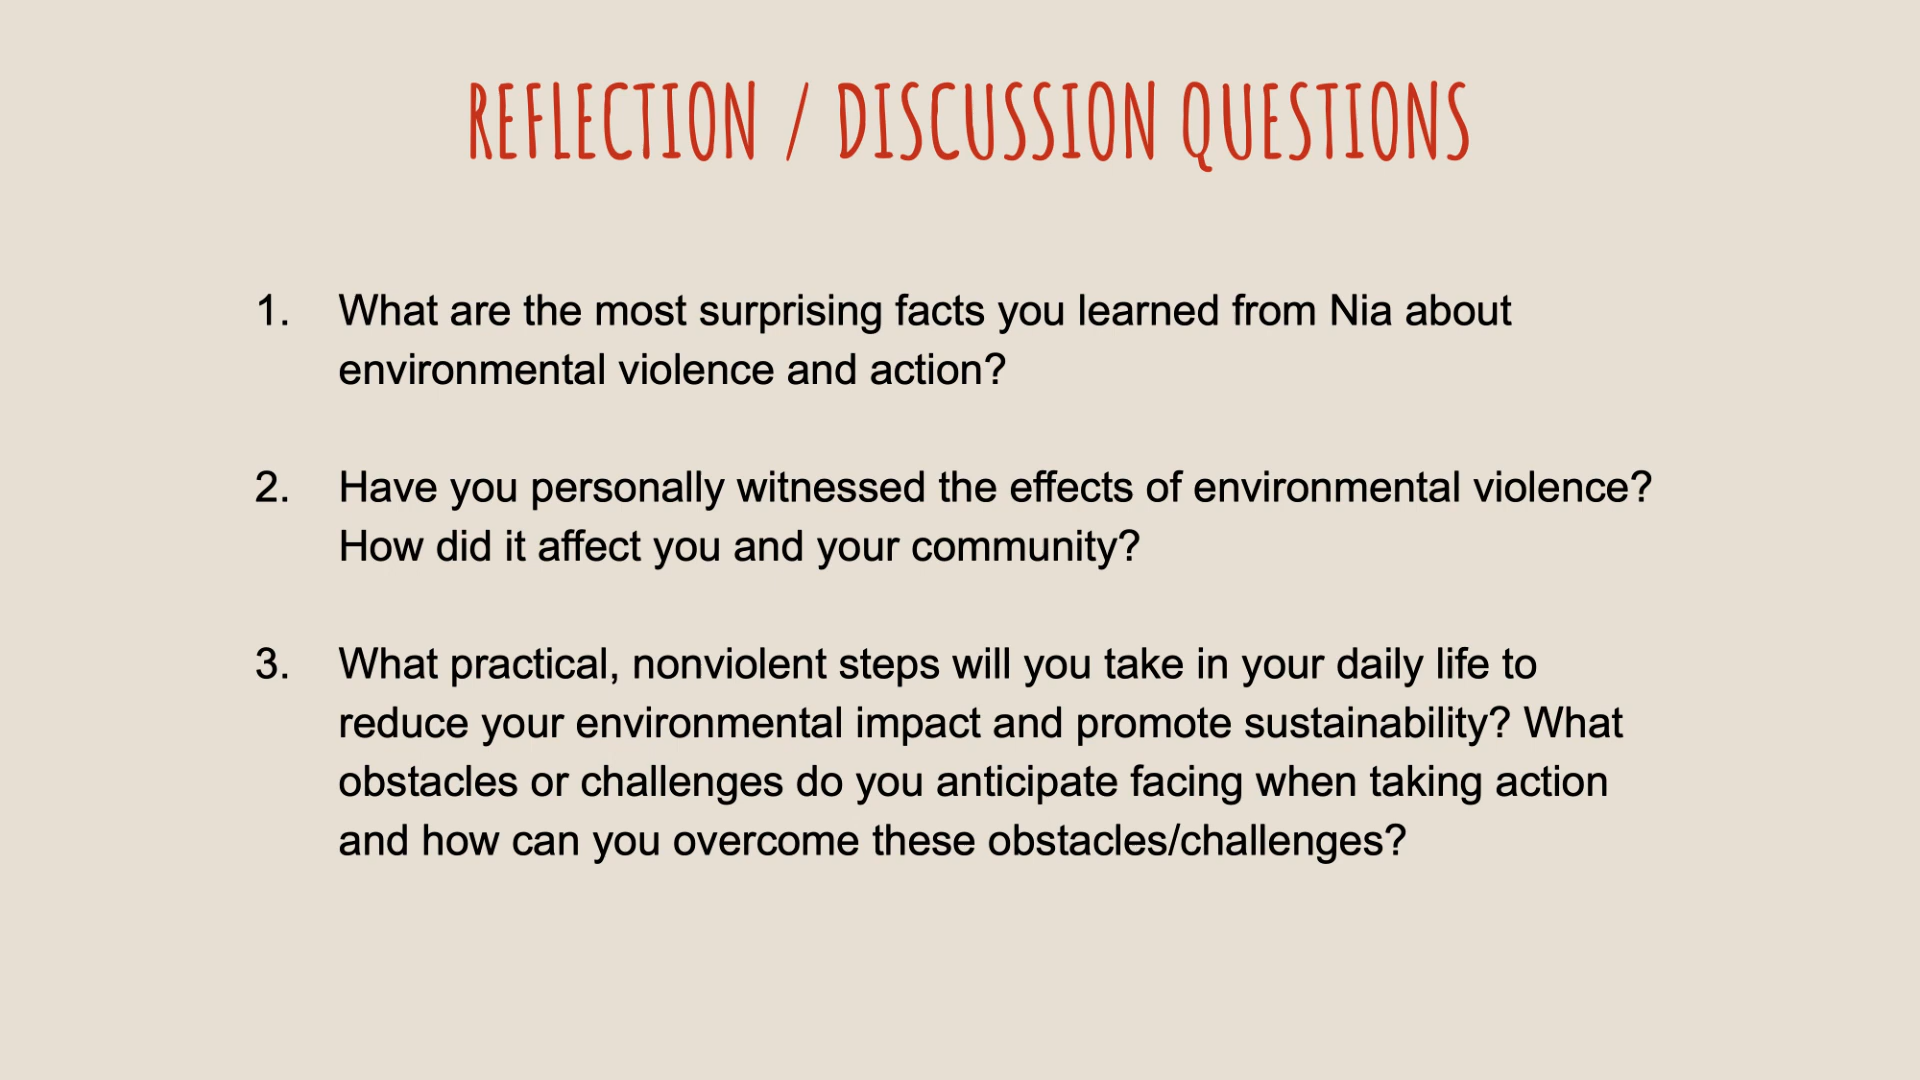 REFLECTION / DISCUSSION QUESTIONS
1. What are the most surprising facts you learned from Nia about
environmental violence and action?
2. Have you personally witnessed the effects of environmental violence?
How did it affect you and your community?
3. What practical, nonviolent steps will you take in your daily life to
reduce your environmental impact and promote sustainability? What
obstacles or challenges do you anticipate facing when taking action
and how can you overcome these obstacles/challenges?